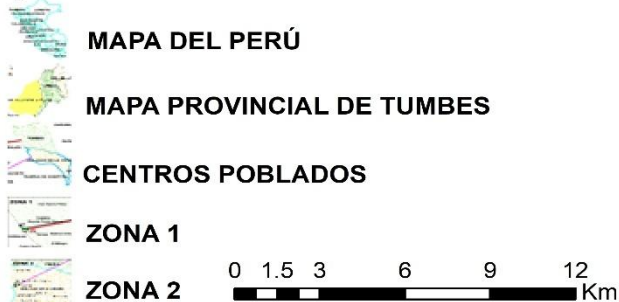 MAPA DEL PERÚ
MAPA PROVINCIAL DE TUMBES
CENTROS POBLADOS
ZONA 1
ZONA 2
0 1.5 3 6 9 12
Km